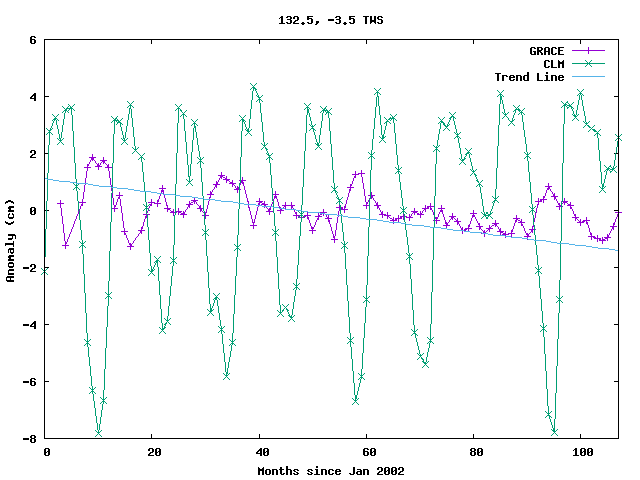 132.5, -3.5 TWS
GRACE
CLM
Trend Line
6
4
2
0
-2
-4
-6
-8
Anomaly (cm)
0 20 40 60 80 100
Months since Jan 2002